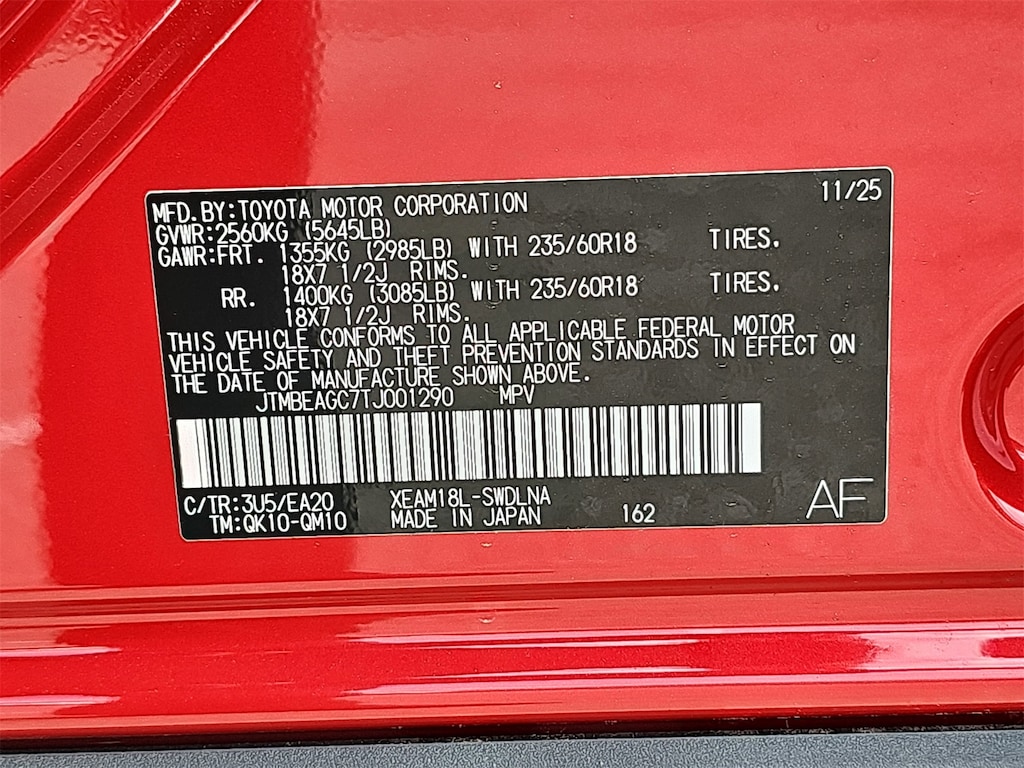 MFD.BY:TOYOTA MOTOR CORPORATION 11/25
GVWR:2560KG (5645LB)
GAWR:FRT. 1355KG (2985LB) WITH 235/60R18 TIRES.
18X7 1/2J RIMS.
RR. 1400KG (3085LB) WITH 235/60R18 TIRES.
18X7 1/2J RIMS.
THIS VEHICLE CONFORMS TO ALL APPLICABLE FEDERAL MOTOR
VEHICLE SAFETY AND THEFT PREVENTION STANDARDS IN EFFECT ON
THE DATE OF MANUFACTURE SHOWN ABOVE.
JTMBEAGC7TJ001290 MPV
C/TR:3U5/EA20 XEAM18L-SWDLNA
TM:QK10-QM10 MADE IN JAPAN 162 AF